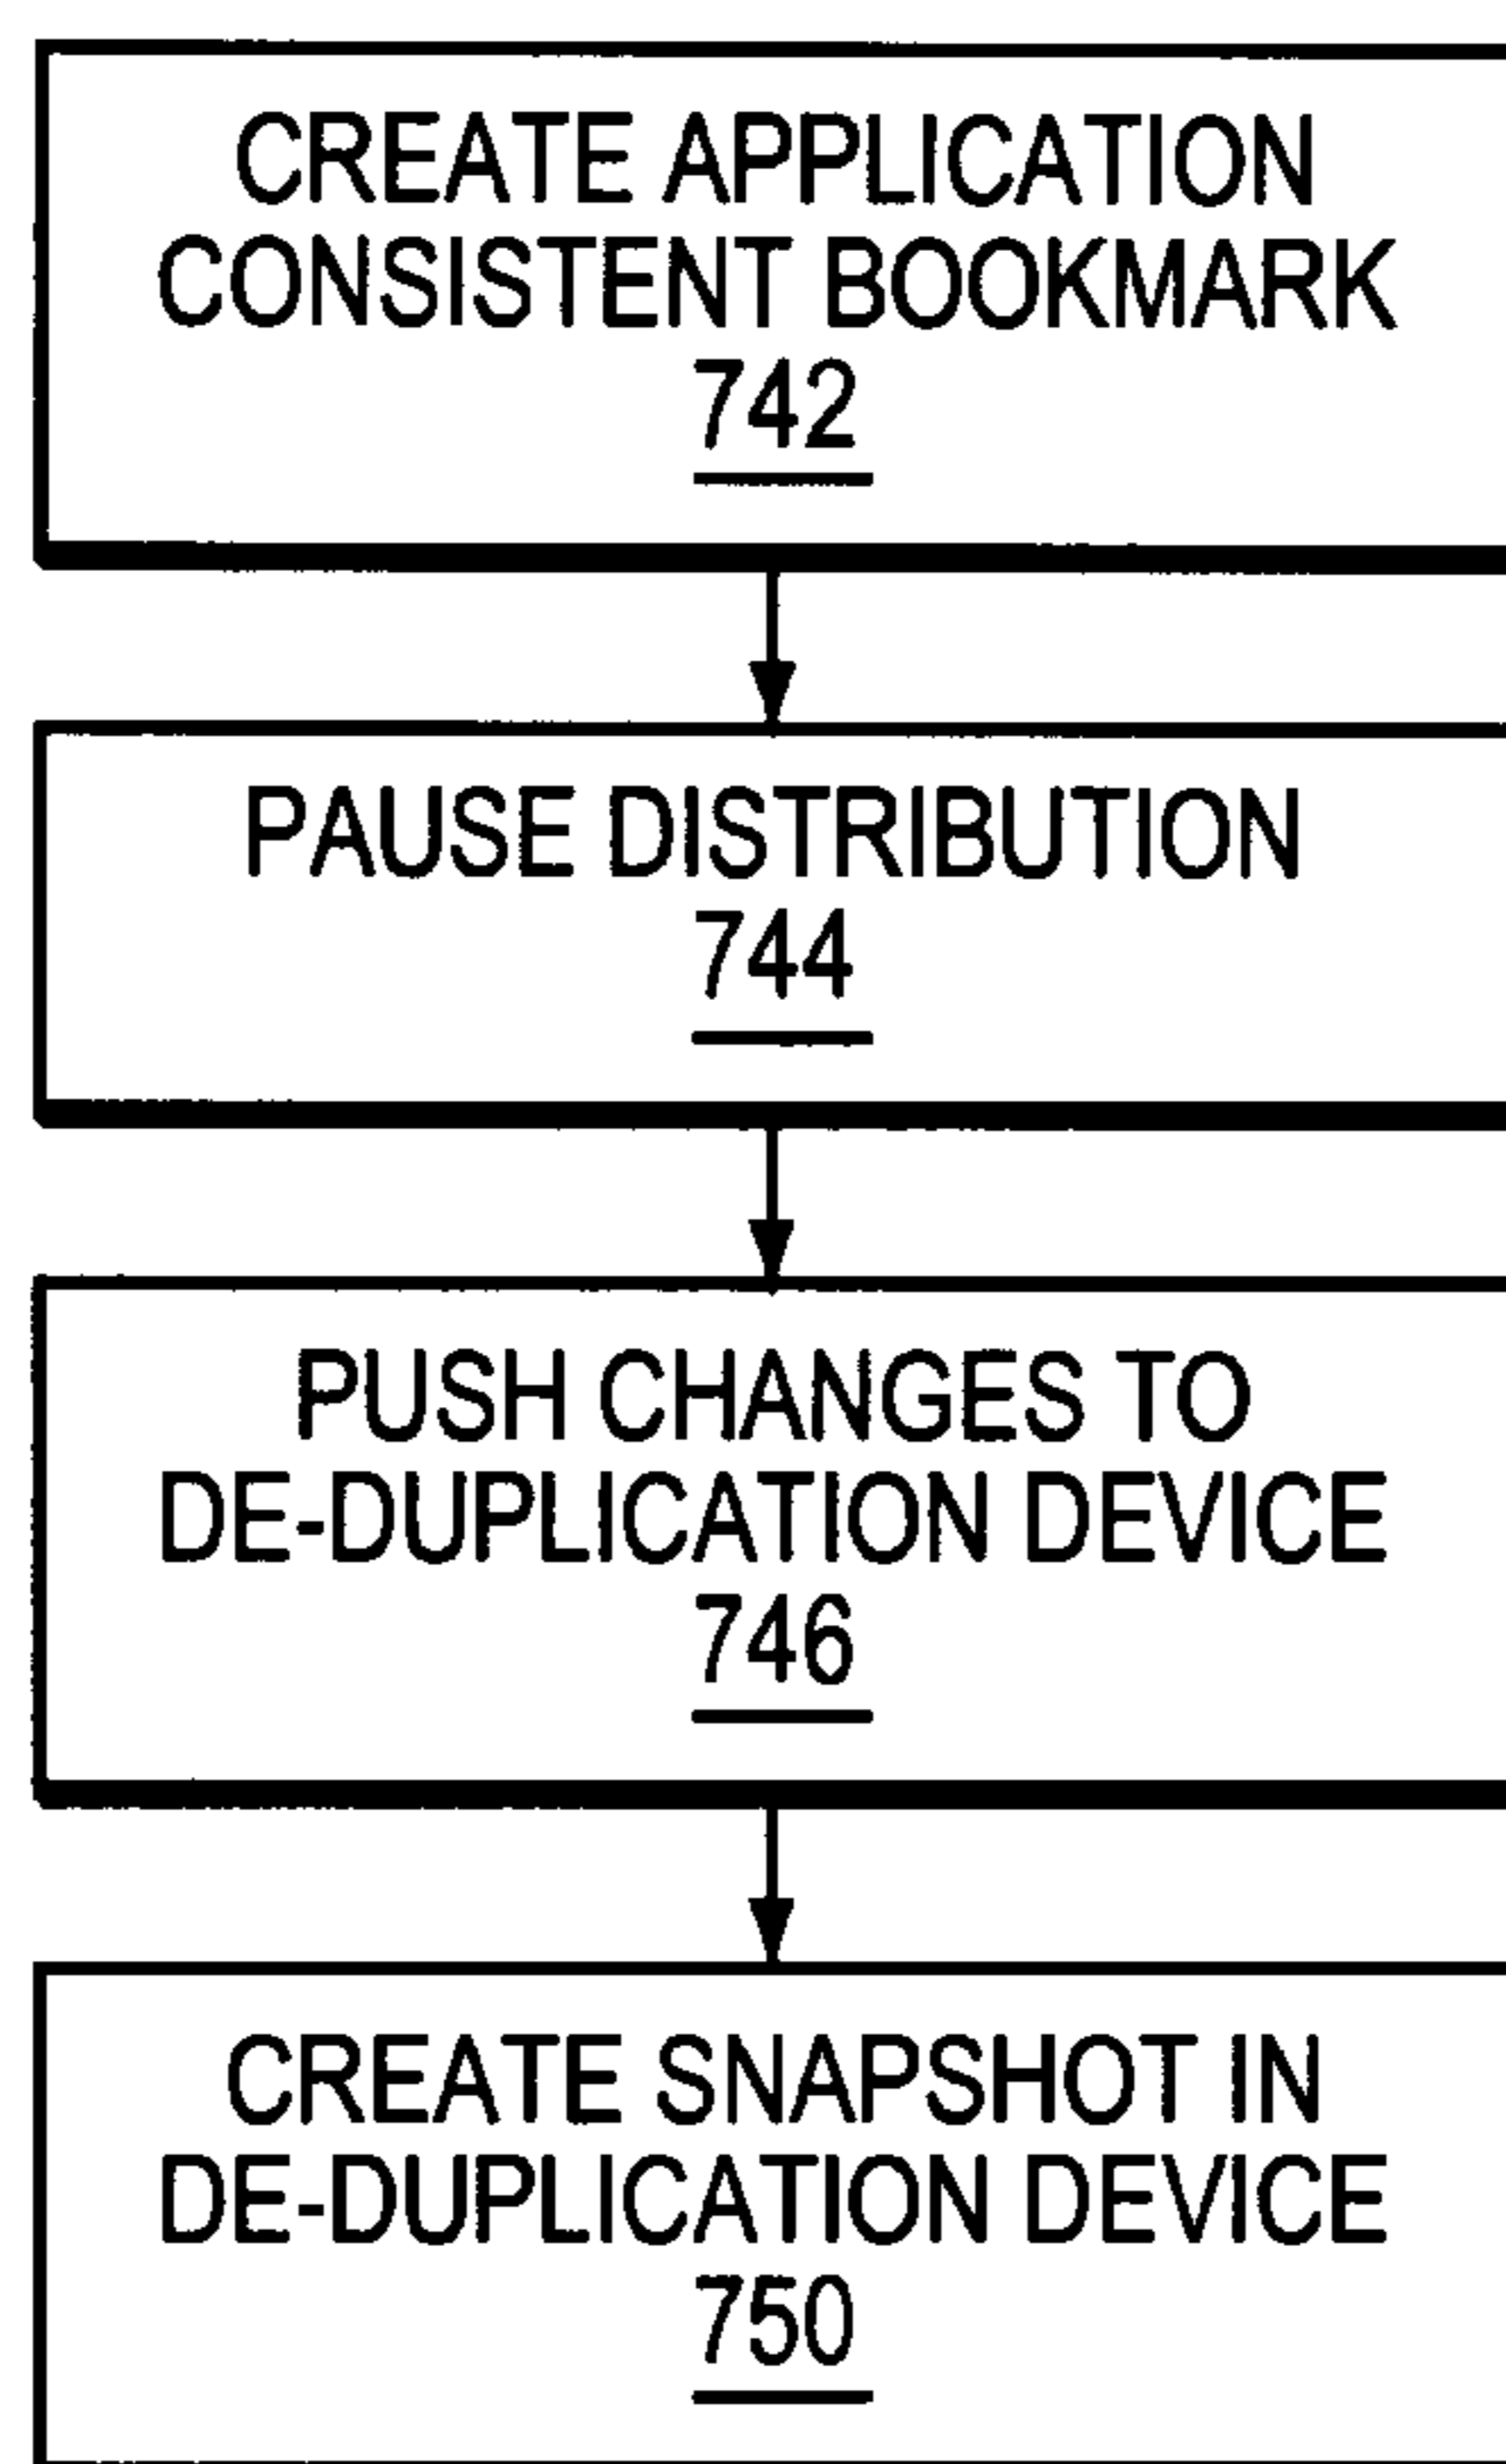 CREATE APPLICATION
CONSISTENT BOOKMARK
742
PAUSE DISTRIBUTION
744
PUSH CHANGES TO
DE-DUPLICATION DEVICE
746
CREATE SNAPSHOT IN
DE-DUPLICATION DEVICE
750